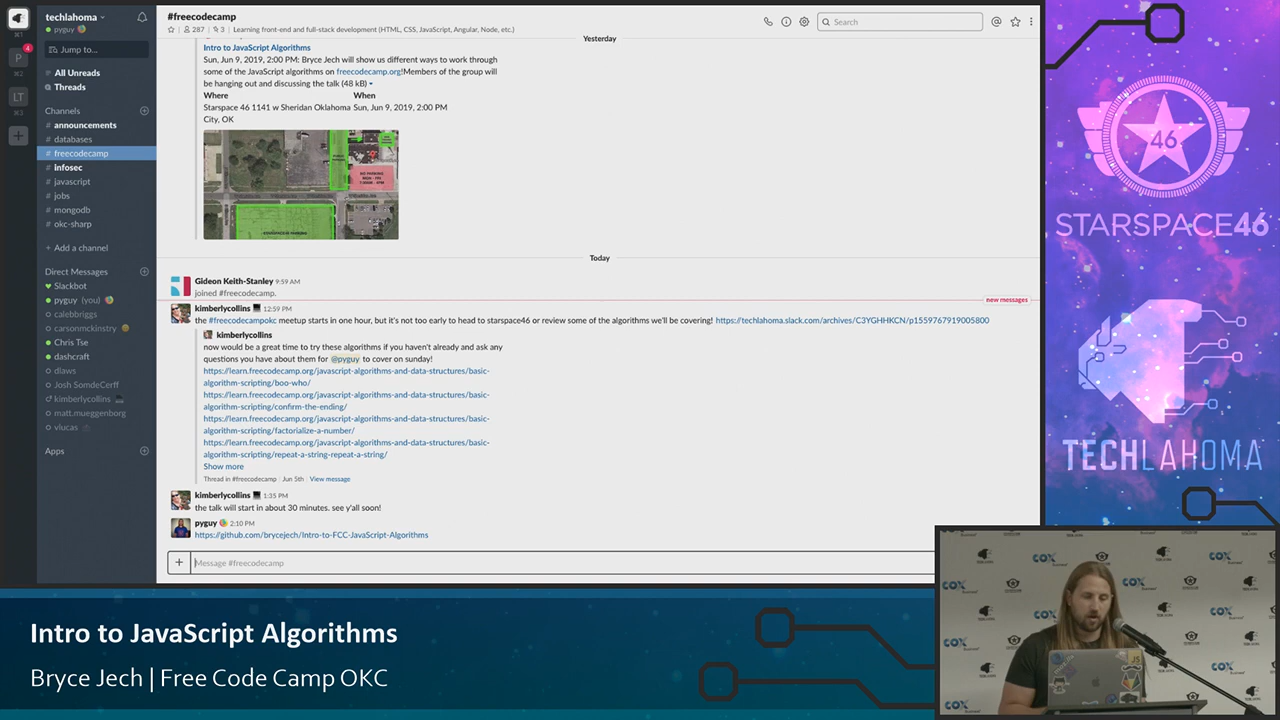 techlahoma
pyguy
⌘1
Jump to...
4
P
⌘2
LT
⌘3
All Unreads
Threads
Channels
# announcements
# databases
# freecodecamp
# infosec
# javascript
# jobs
# mongodb
# okc-sharp
+ Add a channel
Direct Messages
Slackbot
pyguy (you)
calebbriggs
carsonmckinstry
Chris Tse
dashcraft
dlaws
Josh SomdeCerff
kimberlycollins
matt.mueggenborg
vlucas
Apps
#freecodecamp
287
3
Learning front-end and full-stack development (HTML, CSS, JavaScript, Angular, Node, etc.)
Search
Yesterday
Intro to JavaScript Algorithms
Sun, Jun 9, 2019, 2:00 PM: Bryce Jech will show us different ways to work through
some of the JavaScript algorithms on freecodecamp.org!Members of the group will
be hanging out and discussing the talk (48 kB)
Where When
Starspace 46 1141 w Sheridan Oklahoma Sun, Jun 9, 2019, 2:00 PM
City, OK
Today
Gideon Keith-Stanley 9:59 AM
joined #freecodecamp.
new messages
kimberlycollins 12:59 PM
the #freecodecampokc meetup starts in one hour, but it's not too early to head to starspace46 or review some of the algorithms we'll be covering! https://techlahoma.slack.com/archives/C3YGHHKCN/p1559767919005800
kimberlycollins
now would be a great time to try these algorithms if you haven't already and ask any
questions you have about them for @pyguy to cover on sunday!
https://learn.freecodecamp.org/javascript-algorithms-and-data-structures/basic-
algorithm-scripting/boo-who/
https://learn.freecodecamp.org/javascript-algorithms-and-data-structures/basic-
algorithm-scripting/confirm-the-ending/
https://learn.freecodecamp.org/javascript-algorithms-and-data-structures/basic-
algorithm-scripting/factorialize-a-number/
https://learn.freecodecamp.org/javascript-algorithms-and-data-structures/basic-
algorithm-scripting/repeat-a-string-repeat-a-string/
Show more
Thread in #freecodecamp Jun 5th View message
kimberlycollins 1:35 PM
the talk will start in about 30 minutes. see y'all soon!
pyguy 2:10 PM
https://github.com/brycejech/Intro-to-FCC-JavaScript-Algorithms
Message #freecodecamp
46
STARSPACE46
TECHLAHOMA
COX
JS
Intro to JavaScript Algorithms
Bryce Jech | Free Code Camp OKC